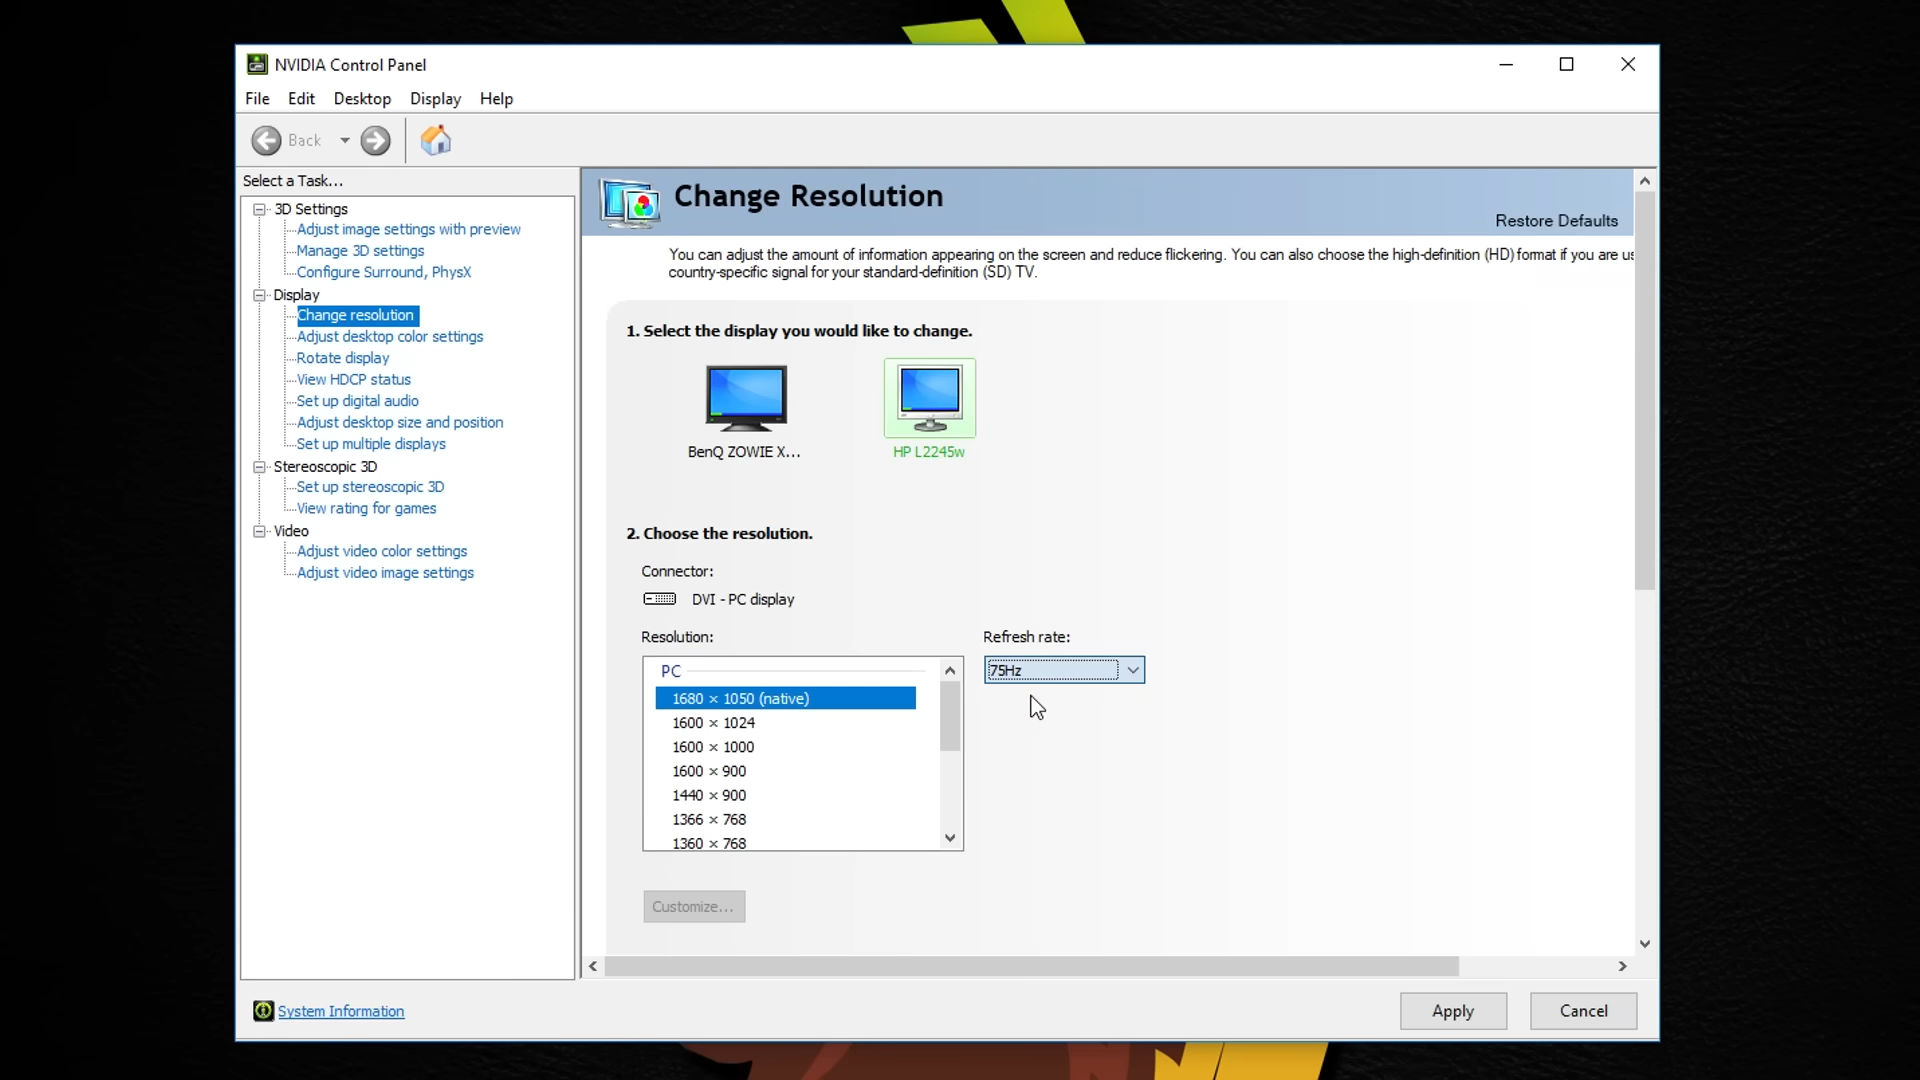 NVIDIA Control Panel
File Edit Desktop Display Help
Back
Select a Task...
3D Settings
Adjust image settings with preview
Manage 3D settings
Configure Surround, PhysX
Display
Change resolution
Adjust desktop color settings
Rotate display
View HDCP status
Set up digital audio
Adjust desktop size and position
Set up multiple displays
Stereoscopic 3D
Set up stereoscopic 3D
View rating for games
Video
Adjust video color settings
Adjust video image settings
System Information
Change Resolution
Restore Defaults
You can adjust the amount of information appearing on the screen and reduce flickering. You can also choose the high-definition (HD) format if you are us
country-specific signal for your standard-definition (SD) TV.
1. Select the display you would like to change.
BenQ ZOWIE X... HP L2245w
2. Choose the resolution.
Connector:
DVI - PC display
Resolution: Refresh rate:
PC
75Hz
1680 × 1050 (native)
1600 × 1024
1600 × 1000
1600 × 900
1440 × 900
1366 × 768
1360 × 768
Customize...
Apply Cancel